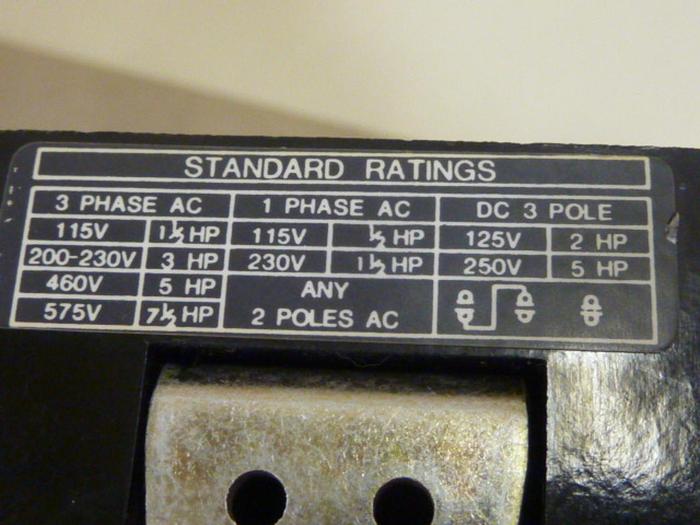 STANDARD RATINGS
3 PHASE AC 1 PHASE AC DC 3 POLE
115V 1½ HP 115V ½ HP 125V 2 HP
200-230V 3 HP 230V 1½ HP 250V 5 HP
460V 5 HP ANY
575V 7½ HP 2 POLES AC